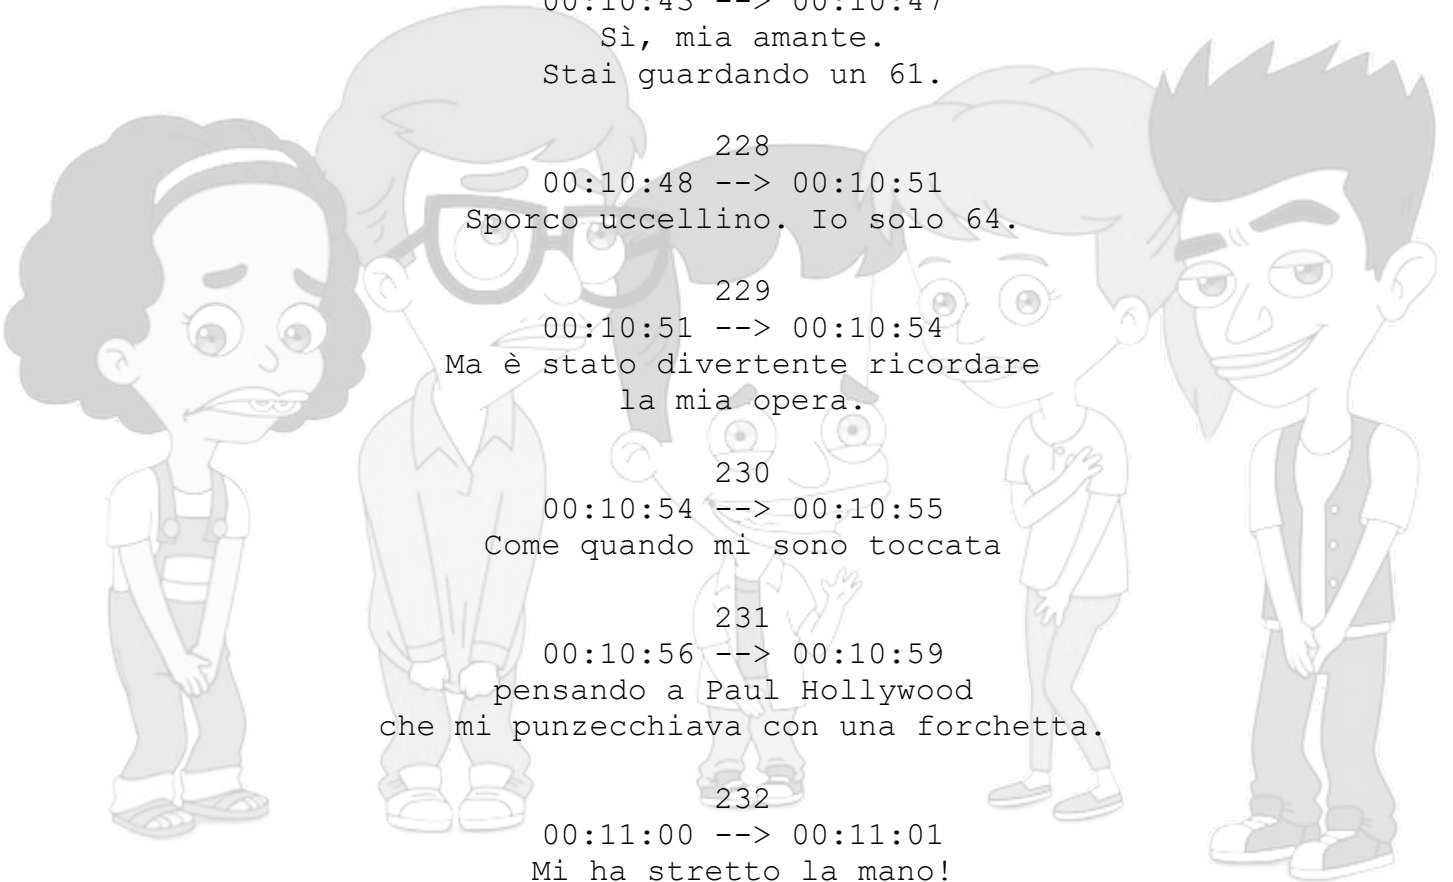 00:10:43 --> 00:10:47
Sì, mia amante.
Stai guardando un 61.
228
00:10:48 --> 00:10:51
Sporco uccellino. Io solo 64.
229
00:10:51 --> 00:10:54
Ma è stato divertente ricordare
la mia opera.
230
00:10:54 --> 00:10:55
Come quando mi sono toccata
231
00:10:56 --> 00:10:59
pensando a Paul Hollywood
che mi punzecchiava con una forchetta.
232
00:11:00 --> 00:11:01
Mi ha stretto la mano!